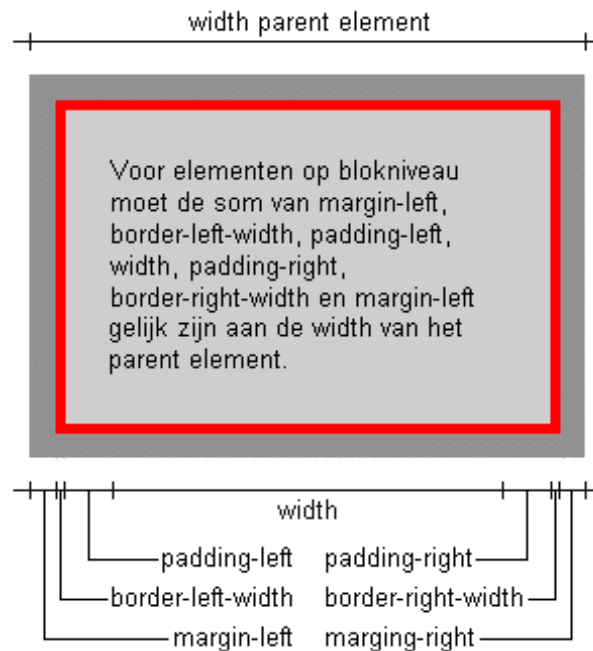 width parent element
Voor elementen op blokniveau
moet de som van margin-left,
border-left-width, padding-left,
width, padding-right,
border-right-width en margin-left
gelijk zijn aan de width van het
parent element.
width
padding-left padding-right
border-left-width border-right-width
margin-left marging-right